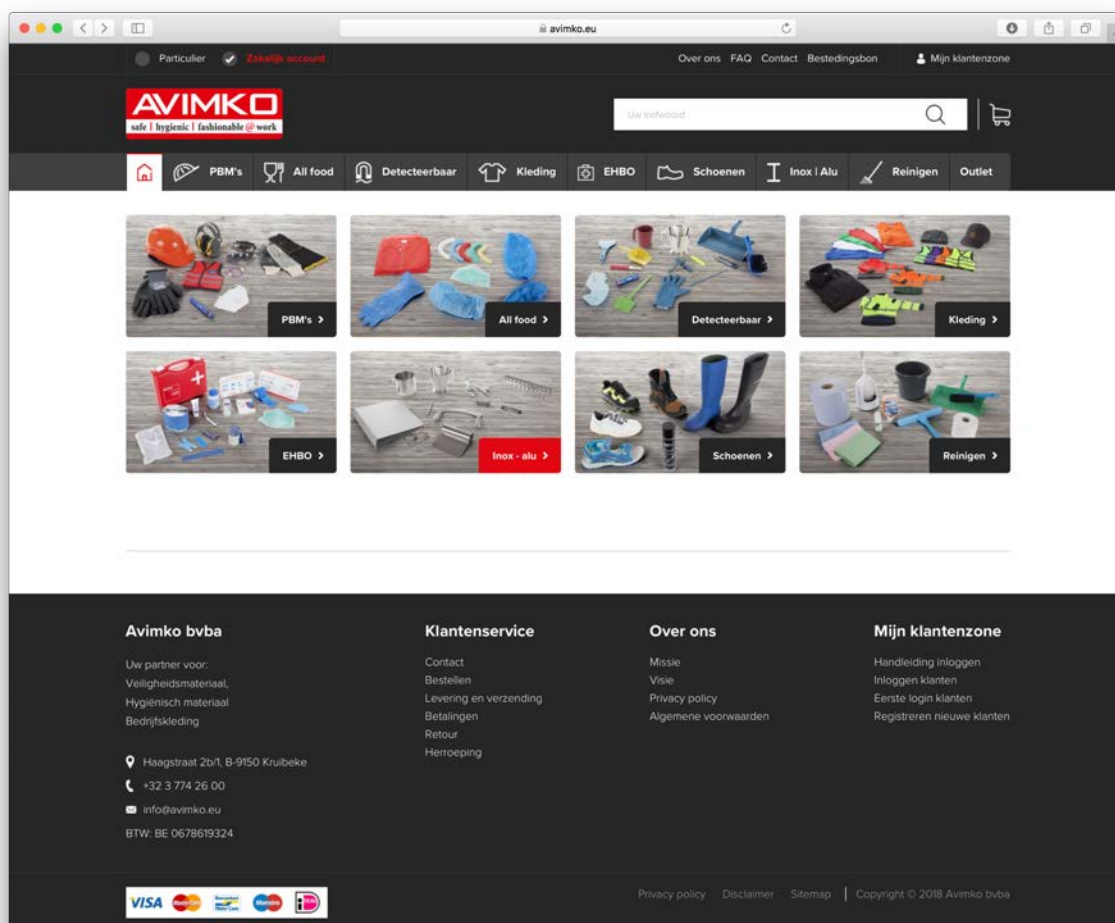 avimko.eu
Particulier Zakelijk account Over ons FAQ Contact Bestedingsbon Mijn klantenzone
AVIMKO
safe | hygienic | fashionable @ work
Uw trefwoord
PBM's All food Detecteerbaar Kleding EHBO Schoenen Inox | Alu Reinigen Outlet
PBM's All food Detecteerbaar Kleding
EHBO Inox - alu Schoenen Reinigen
Avimko bvba
Uw partner voor:
Veiligheidsmateriaal,
Hygiënisch materiaal
Bedrijfskleding
Haagstraat 2b/1, B-9150 Kruibeke
+32 3 774 26 00
info@avimko.eu
BTW: BE 0678619324
Klantenservice
Contact
Bestellen
Levering en verzending
Betalingen
Retour
Herroeping
Over ons
Missie
Visie
Privacy policy
Algemene voorwaarden
Mijn klantenzone
Handleiding inloggen
Inloggen klanten
Eerste login klanten
Registreren nieuwe klanten
VISA MasterCard Maestro
Privacy policy Disclaimer Sitemap | Copyright © 2018 Avimko bvba